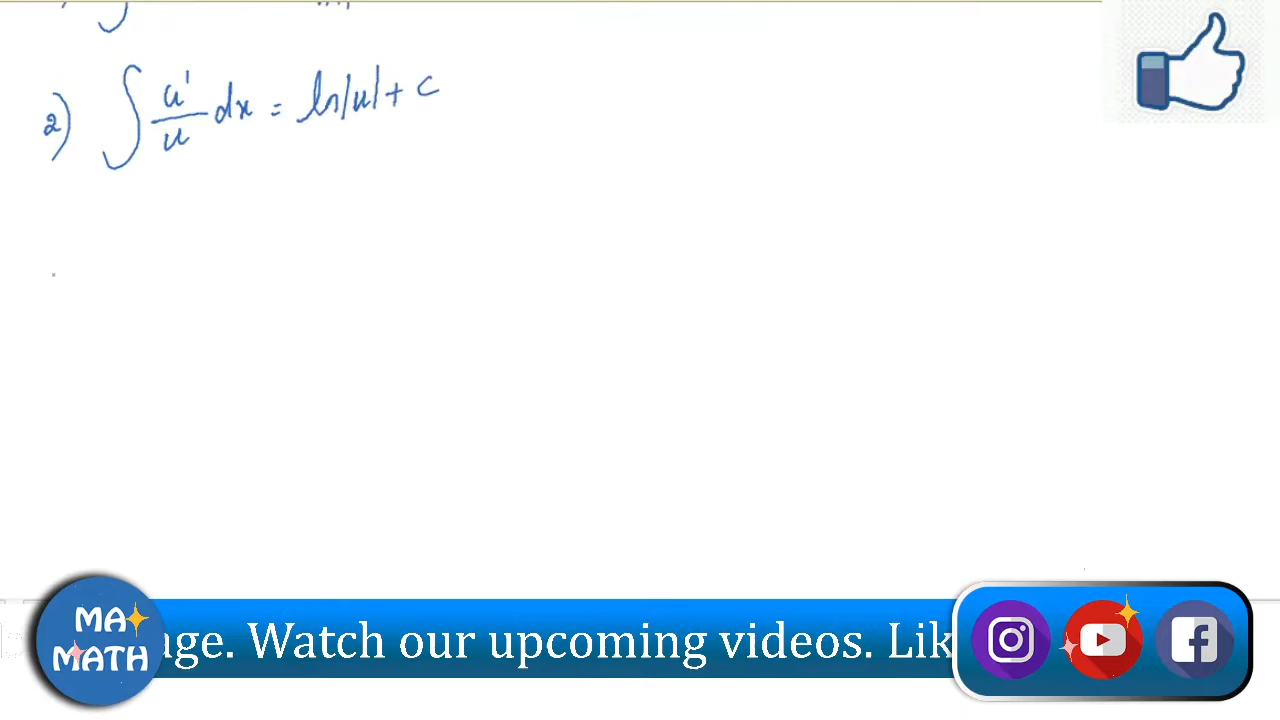 2) ∫ u'/u dx = ln|u| + c
MA
MATH
age. Watch our upcoming videos. Lik